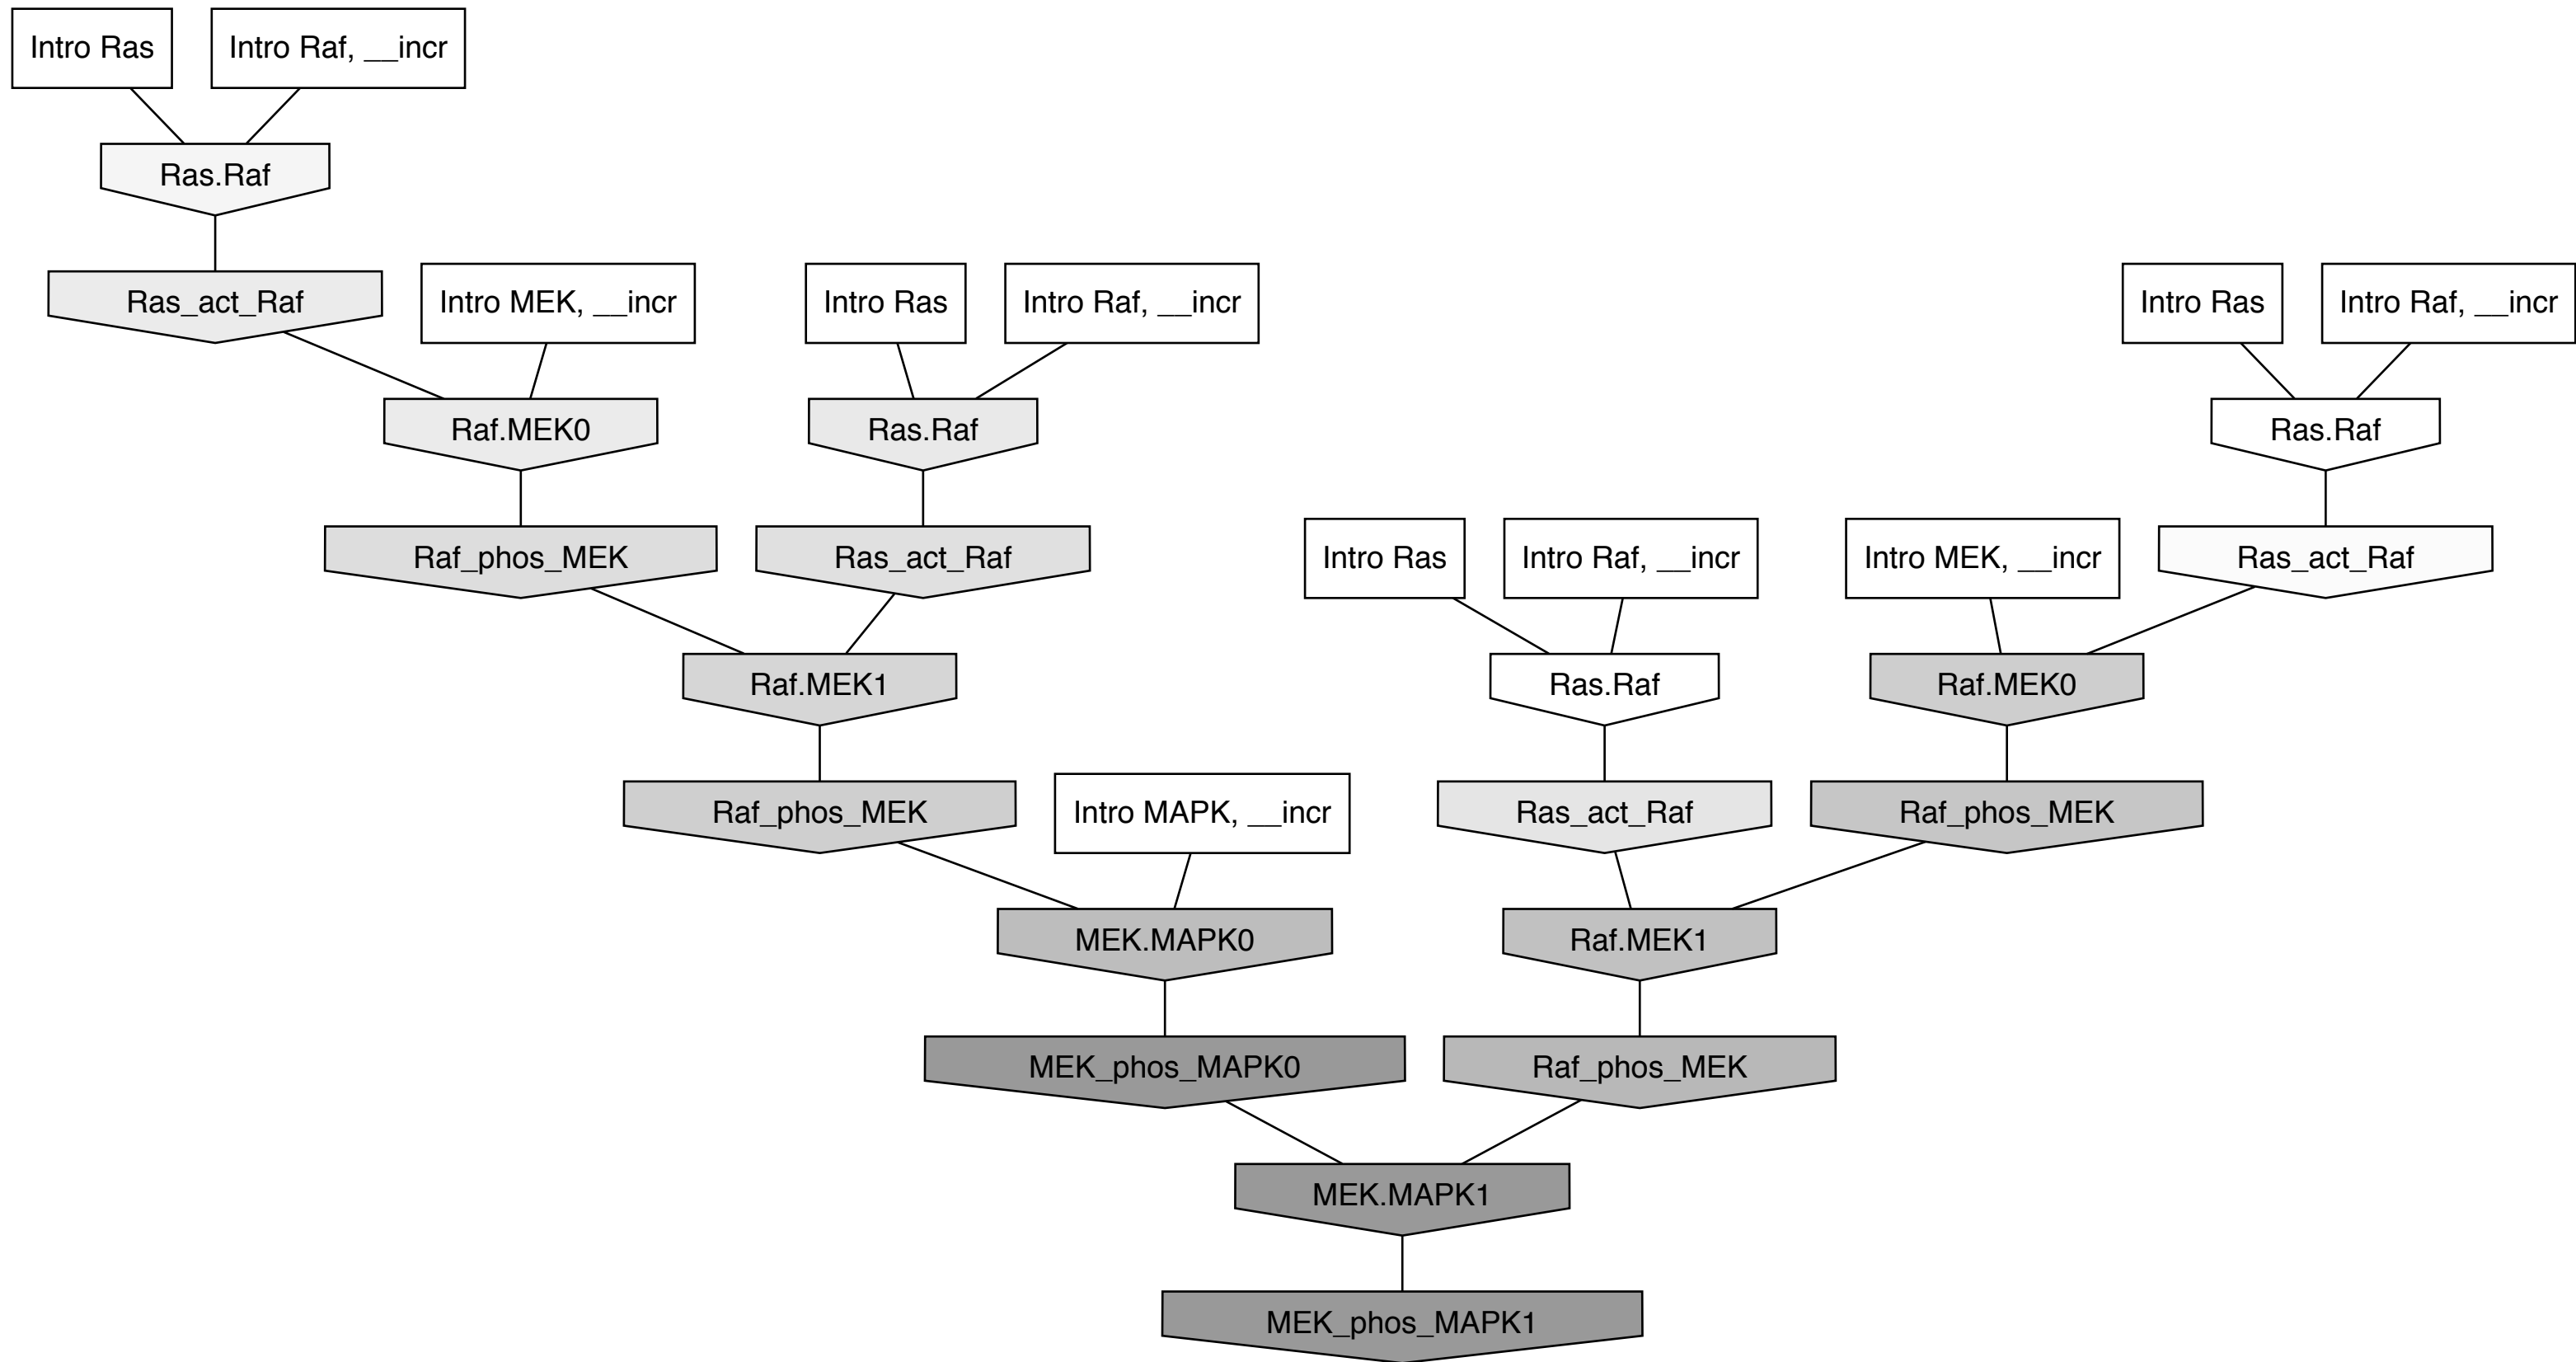 Intro Ras
Intro Raf, __incr
Ras.Raf
Ras_act_Raf
Intro MEK, __incr
Intro Ras
Intro Raf, __incr
Intro Ras
Intro Raf, __incr
Raf.MEK0
Ras.Raf
Ras.Raf
Raf_phos_MEK
Ras_act_Raf
Intro Ras
Intro Raf, __incr
Intro MEK, __incr
Ras_act_Raf
Raf.MEK1
Ras.Raf
Raf.MEK0
Raf_phos_MEK
Intro MAPK, __incr
Ras_act_Raf
Raf_phos_MEK
MEK.MAPK0
Raf.MEK1
MEK_phos_MAPK0
Raf_phos_MEK
MEK.MAPK1
MEK_phos_MAPK1